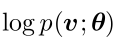 log p(𝒗; 𝜽)